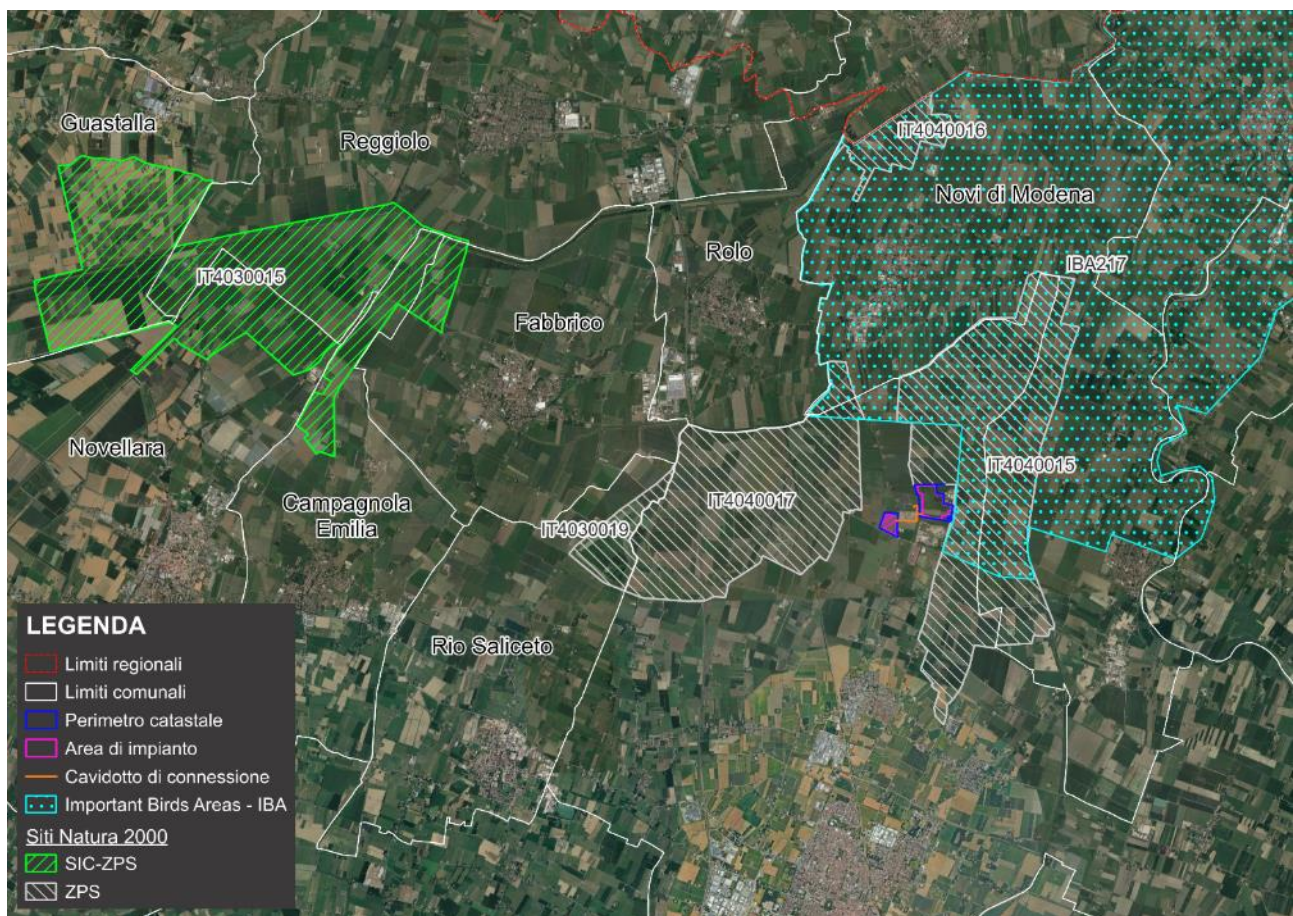 Guastalla
Reggiolo
IT4040016
Novi di Modena
Rolo
IBA217
IT4030015
Fabbrico
Novellara
IT4040015
Campagnola
Emilia
IT4040017
IT4030019
Rio Saliceto
LEGENDA
Limiti regionali
Limiti comunali
Perimetro catastale
Area di impianto
Cavidotto di connessione
Important Birds Areas - IBA
Siti Natura 2000
SIC-ZPS
ZPS